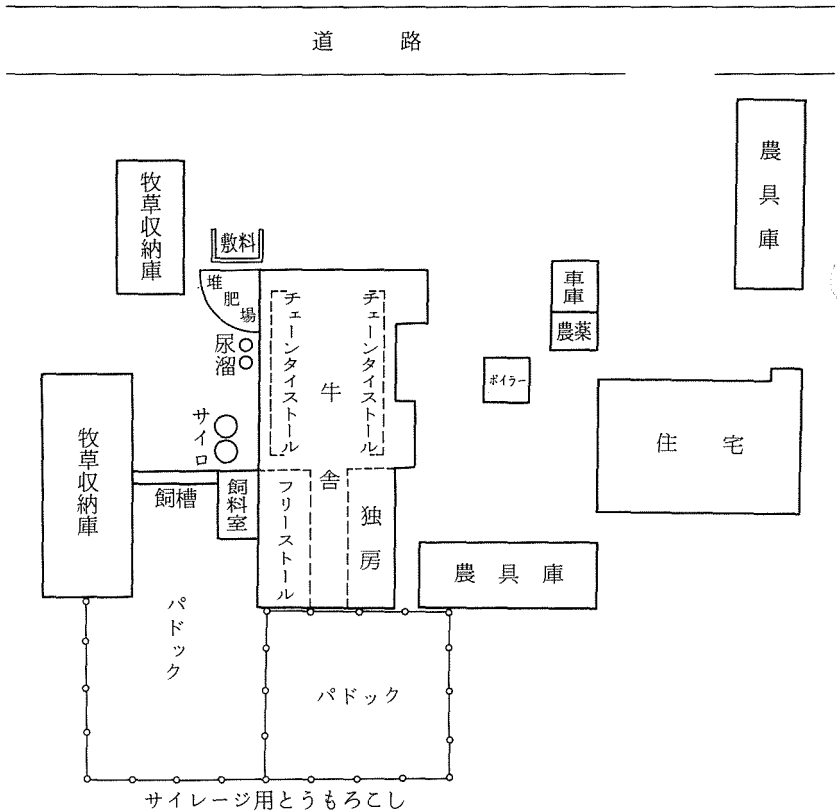 道路
農具庫
牧草収納庫
敷料
堆肥場
車庫
農薬
尿溜
チェーンタイストール
チェーンタイストール
牛舎
ボイラー
サイロ
牧草収納庫
住宅
飼槽
飼料室
フリーストール
独房
農具庫
パドック
パドック
サイレージ用とうもろこし